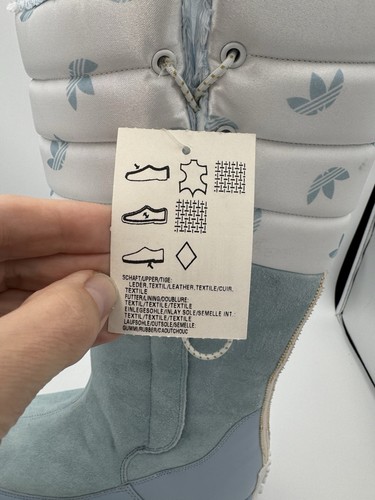 SCHAFT/UPPER/TIGE:
LEDER,TEXTIL/LEATHER,TEXTILE/CUIR,
TEXTILE
FUTTER/LINING/DOUBLURE:
TEXTIL/TEXTILE/TEXTILE
EINLEGESOHLE/INLAY SOLE/SEMELLE INT.:
TEXTIL/TEXTILE/TEXTILE
LAUFSOHLE/OUTSOLE/SEMELLE:
GUMMI/RUBBER/CAOUTCHOUC